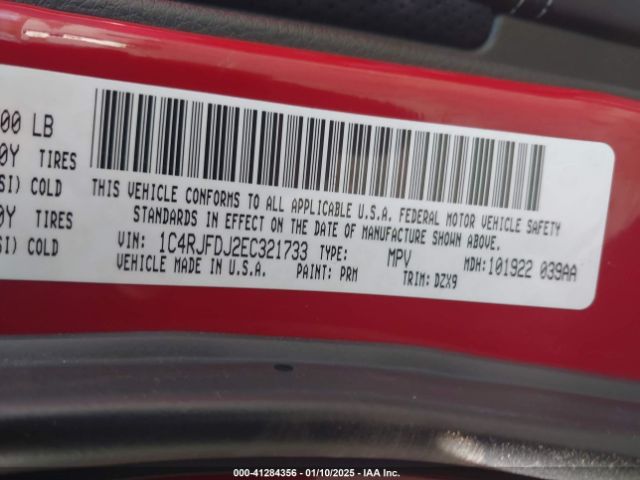 00 LB
0Y TIRES
SI) COLD
0Y TIRES
SI) COLD
THIS VEHICLE CONFORMS TO ALL APPLICABLE U.S.A. FEDERAL MOTOR VEHICLE SAFETY
STANDARDS IN EFFECT ON THE DATE OF MANUFACTURE SHOWN ABOVE.
VIN: 1C4RJFDJ2EC321733 TYPE: MPV MDH:101922 039AA
VEHICLE MADE IN U.S.A. PAINT: PRM TRIM: DZX9
000-41284356 — 01/10/2025 — IAA Inc.